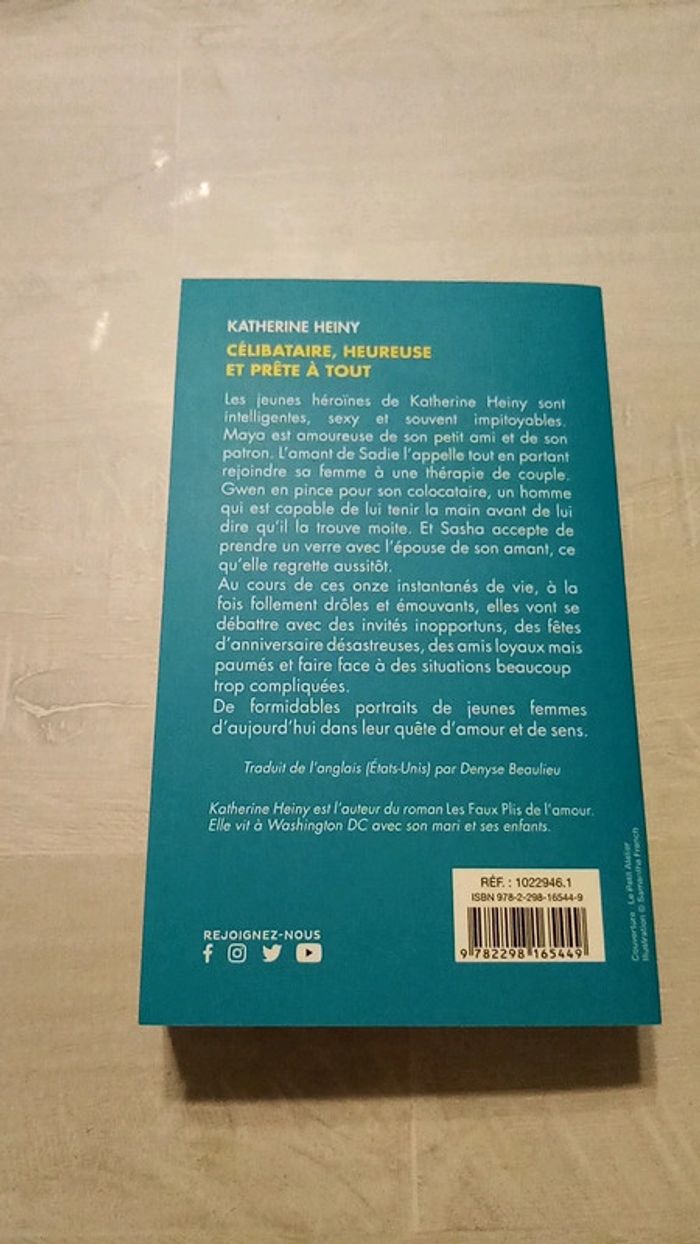 KATHERINE HEINY
CÉLIBATAIRE, HEUREUSE
ET PRÊTE À TOUT
Les jeunes héroïnes de Katherine Heiny sont
intelligentes, sexy et souvent impitoyables.
Maya est amoureuse de son petit ami et de son
patron. L'amant de Sadie l'appelle tout en partant
rejoindre sa femme à une thérapie de couple.
Gwen en pince pour son colocataire, un homme
qui est capable de lui tenir la main avant de lui
dire qu'il la trouve moite. Et Sasha accepte de
prendre un verre avec l'épouse de son amant, ce
qu'elle regrette aussitôt.
Au cours de ces onze instantanés de vie, à la
fois follement drôles et émouvants, elles vont se
débattre avec des invités inopportuns, des fêtes
d'anniversaire désastreuses, des amis loyaux mais
paumés et faire face à des situations beaucoup
trop compliquées.
De formidables portraits de jeunes femmes
d'aujourd'hui dans leur quête d'amour et de sens.
Traduit de l'anglais (États-Unis) par Denyse Beaulieu
Katherine Heiny est l'auteur du roman Les Faux Plis de l'amour.
Elle vit à Washington DC avec son mari et ses enfants.
RÉF. : 1022946.1
ISBN 978-2-298-16544-9
9 782298 165449
REJOIGNEZ-NOUS
Couverture : Le Petit Atelier
Illustration © Samantha French